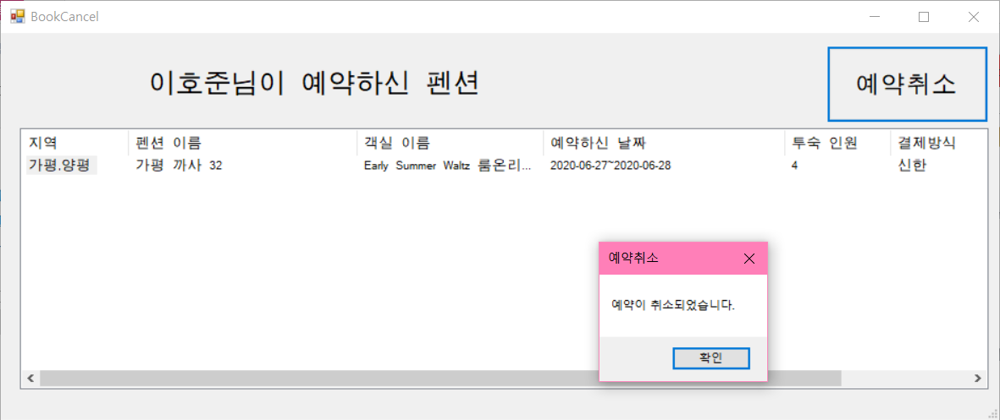 BookCancel
이호준님이 예약하신 펜션
예약취소
지역 펜션 이름 객실 이름 예약하신 날짜 투숙 인원 결제방식
가평,양평 가평 까사 32 Early Summer Waltz 룸온리... 2020-06-27~2020-06-28 4 신한
예약취소
예약이 취소되었습니다.
확인